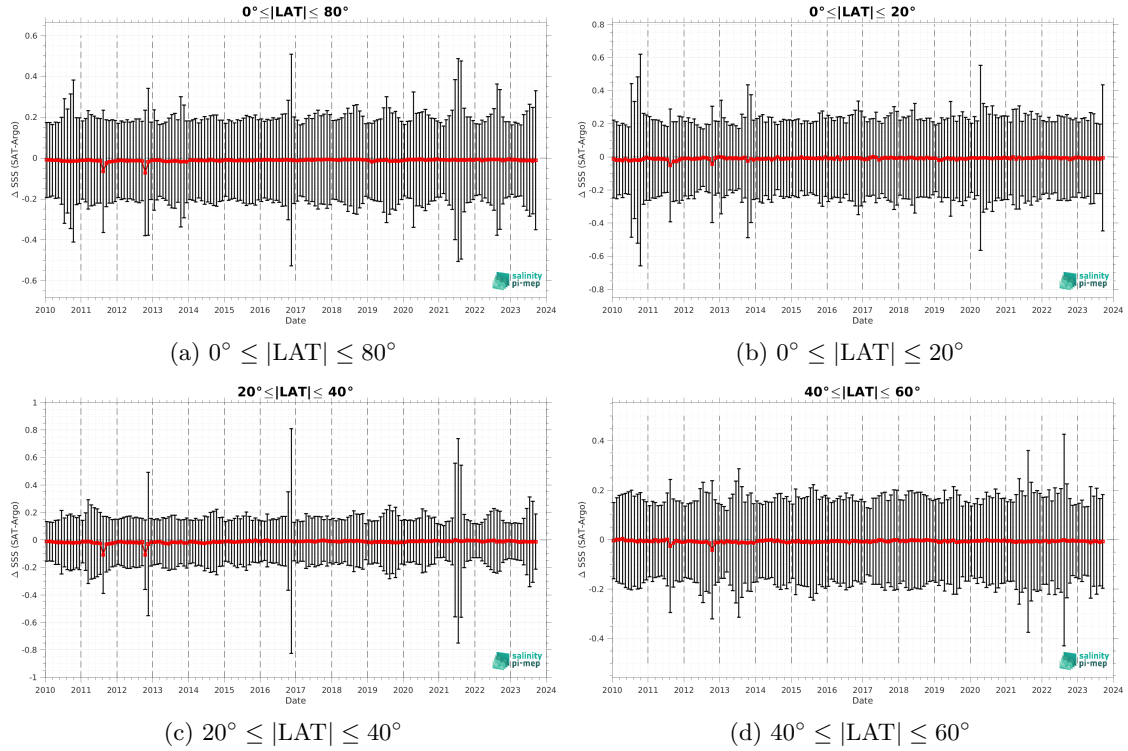 0°≤|LAT|≤ 80°
Δ SSS (SAT-Argo)
0.6
0.4
0.2
0
-0.2
-0.4
-0.6
2010 2011 2012 2013 2014 2015 2016 2017 2018 2019 2020 2021 2022 2023 2024
Date
salinity
pi-mep
(a) 0° ≤ |LAT| ≤ 80°
0°≤|LAT|≤ 20°
Δ SSS (SAT-Argo)
0.8
0.6
0.4
0.2
0
-0.2
-0.4
-0.6
-0.8
2010 2011 2012 2013 2014 2015 2016 2017 2018 2019 2020 2021 2022 2023 2024
Date
salinity
pi-mep
(b) 0° ≤ |LAT| ≤ 20°
20°≤|LAT|≤ 40°
Δ SSS (SAT-Argo)
1
0.8
0.6
0.4
0.2
0
-0.2
-0.4
-0.6
-0.8
-1
2010 2011 2012 2013 2014 2015 2016 2017 2018 2019 2020 2021 2022 2023 2024
Date
salinity
pi-mep
(c) 20° ≤ |LAT| ≤ 40°
40°≤|LAT|≤ 60°
Δ SSS (SAT-Argo)
0.4
0.2
0
-0.2
-0.4
2010 2011 2012 2013 2014 2015 2016 2017 2018 2019 2020 2021 2022 2023 2024
Date
salinity
pi-mep
(d) 40° ≤ |LAT| ≤ 60°